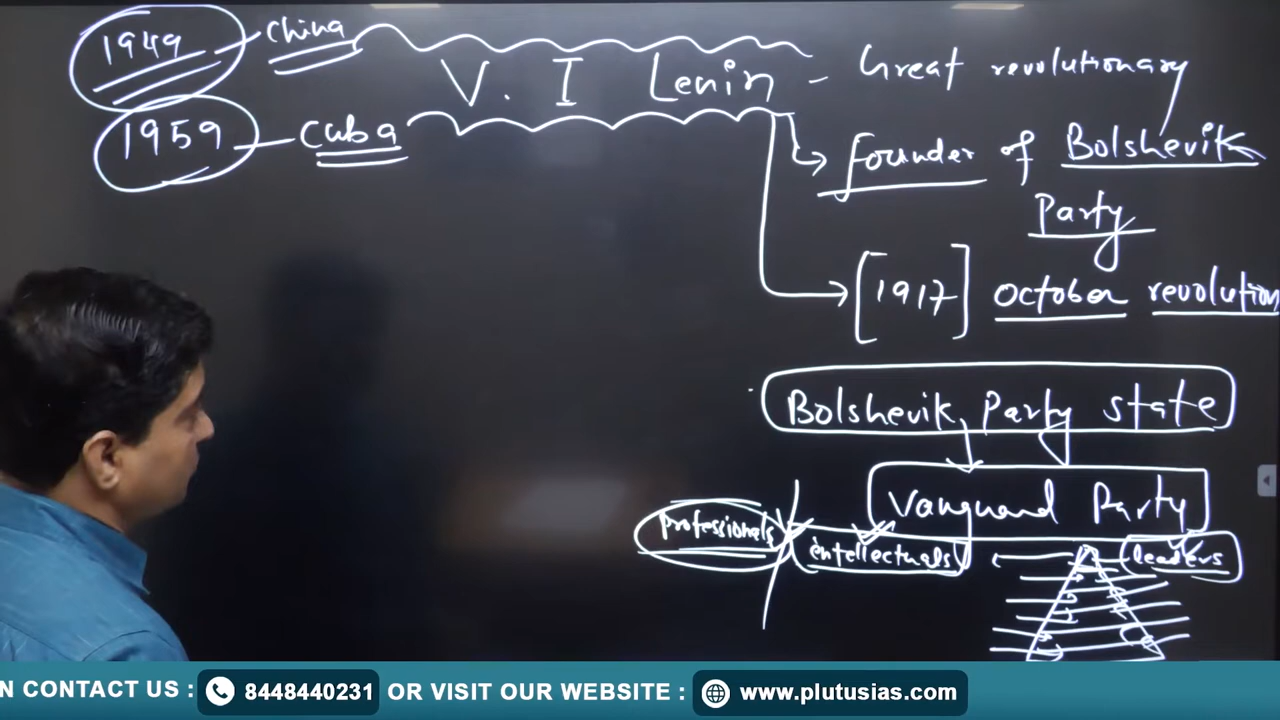 1949 - China
1959 - Cuba
V. I Lenin - Great revolutionary
Founder of Bolshevik
Party
[1917] October revolution
Bolshevik Party state
Vanguard Party
professionals intellectuals leaders
N CONTACT US : 8448440231 OR VISIT OUR WEBSITE : www.plutusias.com